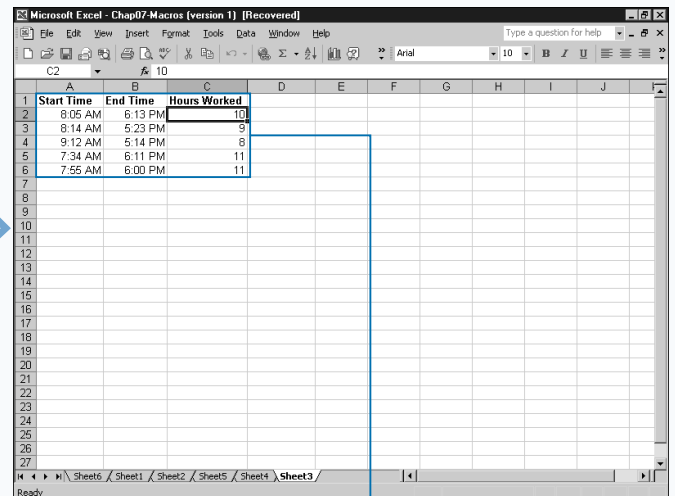 Microsoft Excel - Chap07-Macros (version 1) [Recovered]
File Edit View Insert Format Tools Data Window Help Type a question for help
Arial 10 B I U
C2 fx 10
A B C D E F G H I J
1 Start Time End Time Hours Worked
2 8:05 AM 6:13 PM 10
3 8:14 AM 5:23 PM 9
4 9:12 AM 5:14 PM 8
5 7:34 AM 6:11 PM 11
6 7:55 AM 6:00 PM 11
7
8
9
10
11
12
13
14
15
16
17
18
19
20
21
22
23
24
25
26
27
Sheet6 Sheet1 Sheet2 Sheet5 Sheet4 Sheet3
Ready